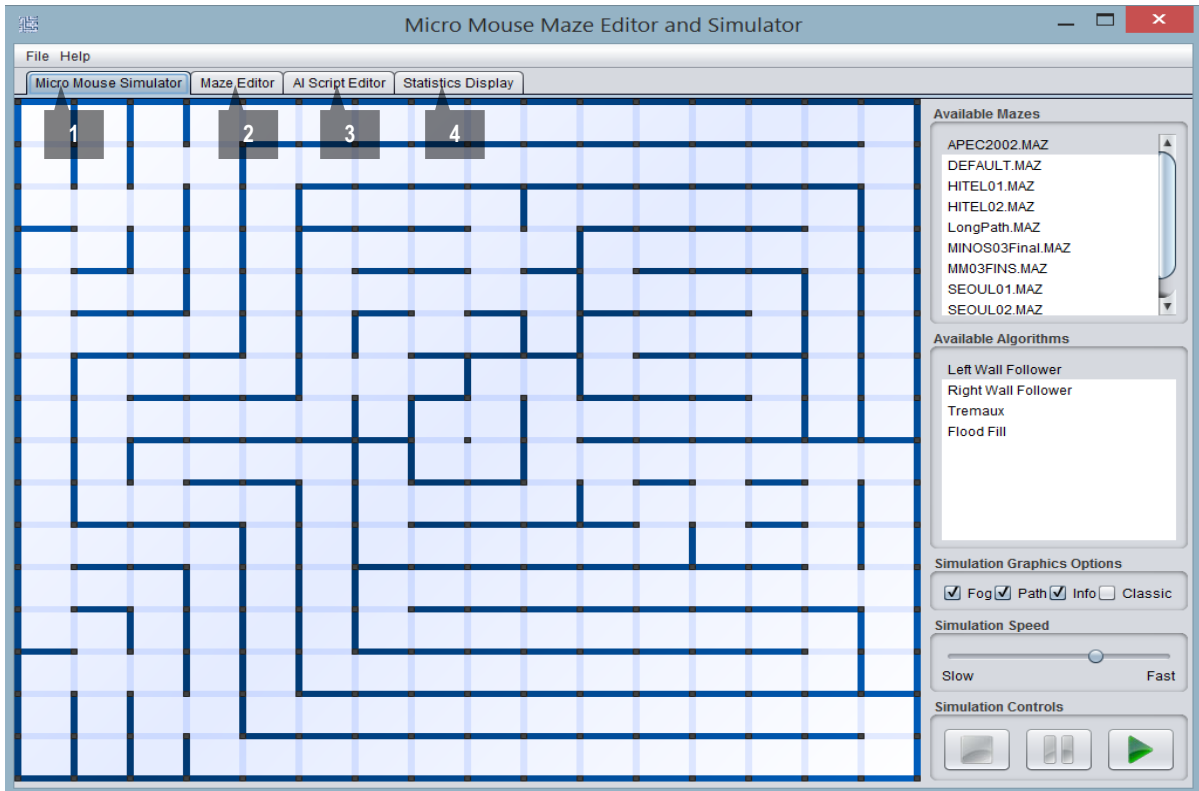 Micro Mouse Maze Editor and Simulator
File Help
Micro Mouse Simulator Maze Editor AI Script Editor Statistics Display
1 2 3 4
Available Mazes
APEC2002.MAZ
DEFAULT.MAZ
HITEL01.MAZ
HITEL02.MAZ
LongPath.MAZ
MINOS03Final.MAZ
MM03FINS.MAZ
SEOUL01.MAZ
SEOUL02.MAZ
Available Algorithms
Left Wall Follower
Right Wall Follower
Tremaux
Flood Fill
Simulation Graphics Options
Fog Path Info Classic
Simulation Speed
Slow Fast
Simulation Controls